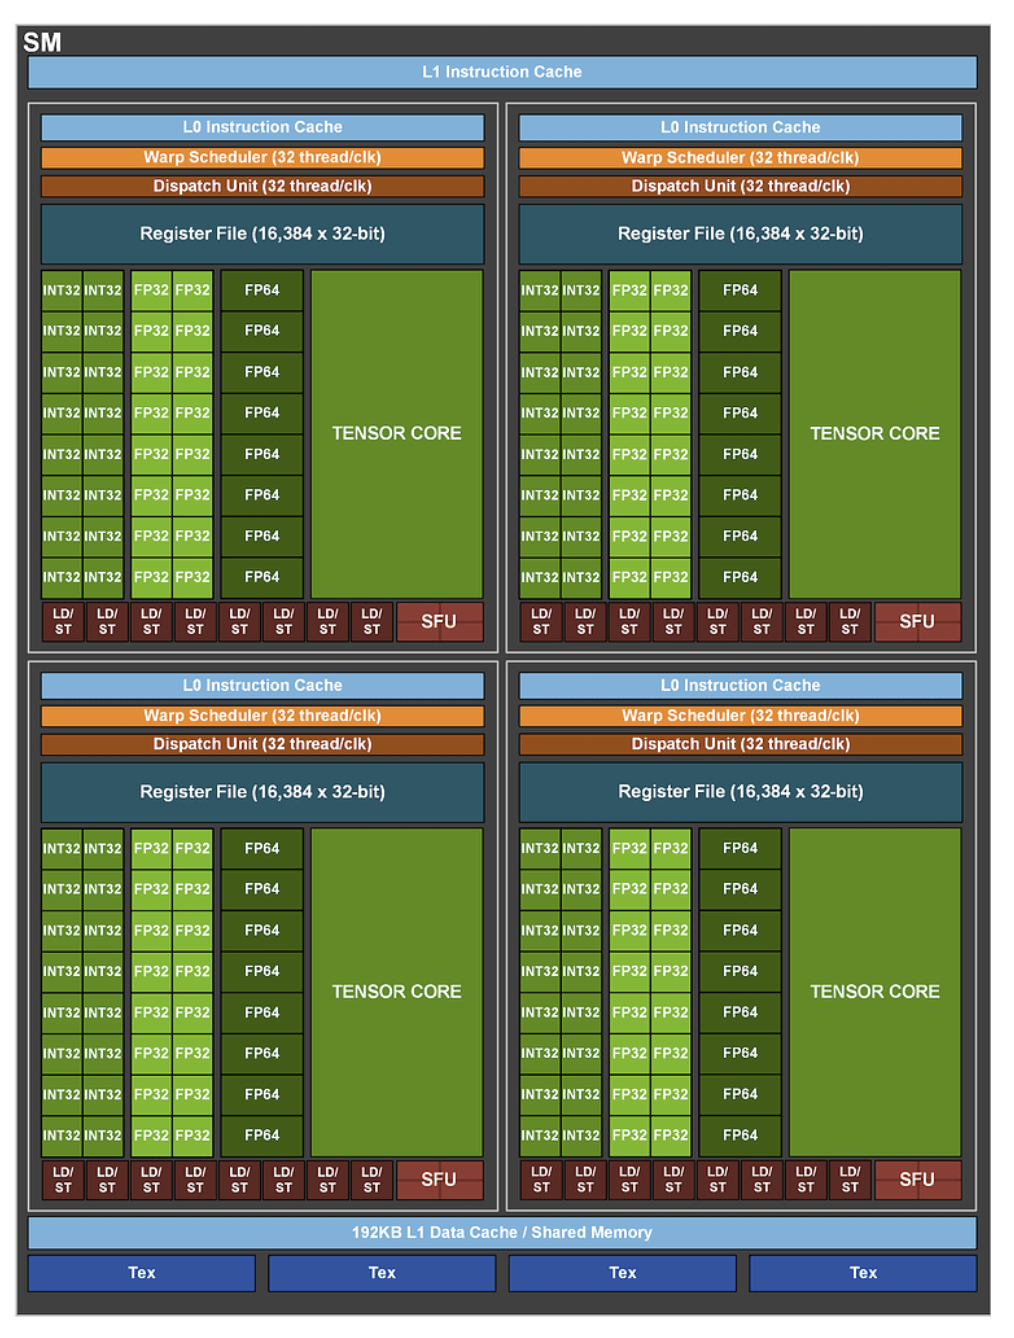 SM
L1 Instruction Cache
L0 Instruction Cache
Warp Scheduler (32 thread/clk)
Dispatch Unit (32 thread/clk)
Register File (16,384 x 32-bit)
INT32 INT32 FP32 FP32 FP64
INT32 INT32 FP32 FP32 FP64
INT32 INT32 FP32 FP32 FP64
INT32 INT32 FP32 FP32 FP64
TENSOR CORE
INT32 INT32 FP32 FP32 FP64
INT32 INT32 FP32 FP32 FP64
INT32 INT32 FP32 FP32 FP64
INT32 INT32 FP32 FP32 FP64
LD/ LD/ LD/ LD/ LD/ LD/ LD/ LD/
ST ST ST ST ST ST ST ST
SFU
L0 Instruction Cache
Warp Scheduler (32 thread/clk)
Dispatch Unit (32 thread/clk)
Register File (16,384 x 32-bit)
INT32 INT32 FP32 FP32 FP64
INT32 INT32 FP32 FP32 FP64
INT32 INT32 FP32 FP32 FP64
INT32 INT32 FP32 FP32 FP64
TENSOR CORE
INT32 INT32 FP32 FP32 FP64
INT32 INT32 FP32 FP32 FP64
INT32 INT32 FP32 FP32 FP64
INT32 INT32 FP32 FP32 FP64
LD/ LD/ LD/ LD/ LD/ LD/ LD/ LD/
ST ST ST ST ST ST ST ST
SFU
L0 Instruction Cache
Warp Scheduler (32 thread/clk)
Dispatch Unit (32 thread/clk)
Register File (16,384 x 32-bit)
INT32 INT32 FP32 FP32 FP64
INT32 INT32 FP32 FP32 FP64
INT32 INT32 FP32 FP32 FP64
INT32 INT32 FP32 FP32 FP64
TENSOR CORE
INT32 INT32 FP32 FP32 FP64
INT32 INT32 FP32 FP32 FP64
INT32 INT32 FP32 FP32 FP64
INT32 INT32 FP32 FP32 FP64
LD/ LD/ LD/ LD/ LD/ LD/ LD/ LD/
ST ST ST ST ST ST ST ST
SFU
L0 Instruction Cache
Warp Scheduler (32 thread/clk)
Dispatch Unit (32 thread/clk)
Register File (16,384 x 32-bit)
INT32 INT32 FP32 FP32 FP64
INT32 INT32 FP32 FP32 FP64
INT32 INT32 FP32 FP32 FP64
INT32 INT32 FP32 FP32 FP64
TENSOR CORE
INT32 INT32 FP32 FP32 FP64
INT32 INT32 FP32 FP32 FP64
INT32 INT32 FP32 FP32 FP64
INT32 INT32 FP32 FP32 FP64
LD/ LD/ LD/ LD/ LD/ LD/ LD/ LD/
ST ST ST ST ST ST ST ST
SFU
192KB L1 Data Cache / Shared Memory
Tex Tex Tex Tex